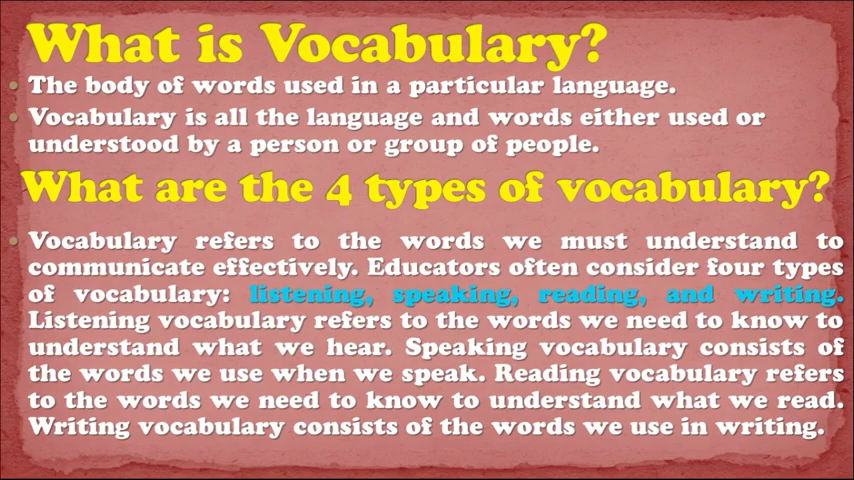 What is Vocabulary?
The body of words used in a particular language.
Vocabulary is all the language and words either used or
understood by a person or group of people.
What are the 4 types of vocabulary?
Vocabulary refers to the words we must understand to
communicate effectively. Educators often consider four types
of vocabulary: listening, speaking, reading, and writing.
Listening vocabulary refers to the words we need to know to
understand what we hear. Speaking vocabulary consists of
the words we use when we speak. Reading vocabulary refers
to the words we need to know to understand what we read.
Writing vocabulary consists of the words we use in writing.